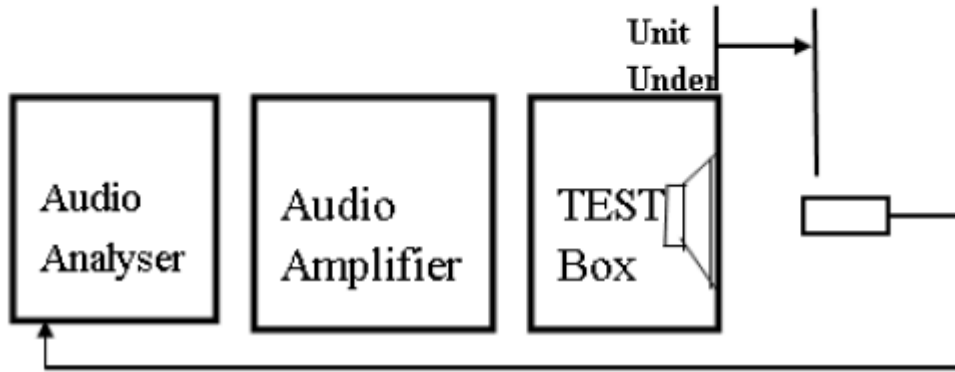 Unit
Under
Audio
Analyser
Audio
Amplifier
TEST
Box